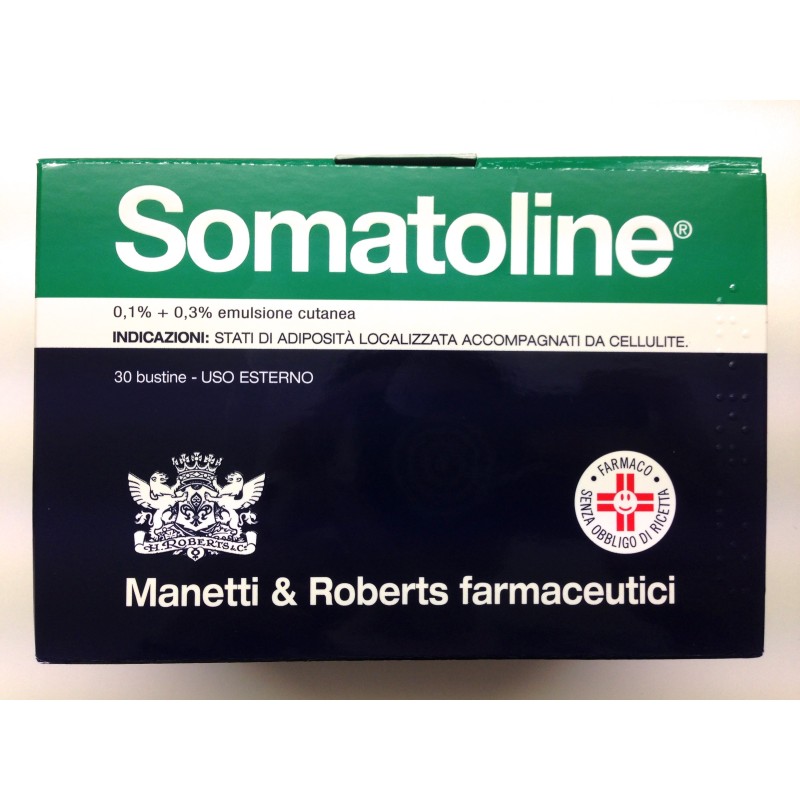 Somatoline®
0,1% + 0,3% emulsione cutanea
INDICAZIONI: STATI DI ADIPOSITÀ LOCALIZZATA ACCOMPAGNATI DA CELLULITE.
30 bustine - USO ESTERNO
• FARMACO •
SENZA OBBLIGO DI RICETTA
H. ROBERTS & C.
Manetti & Roberts farmaceutici